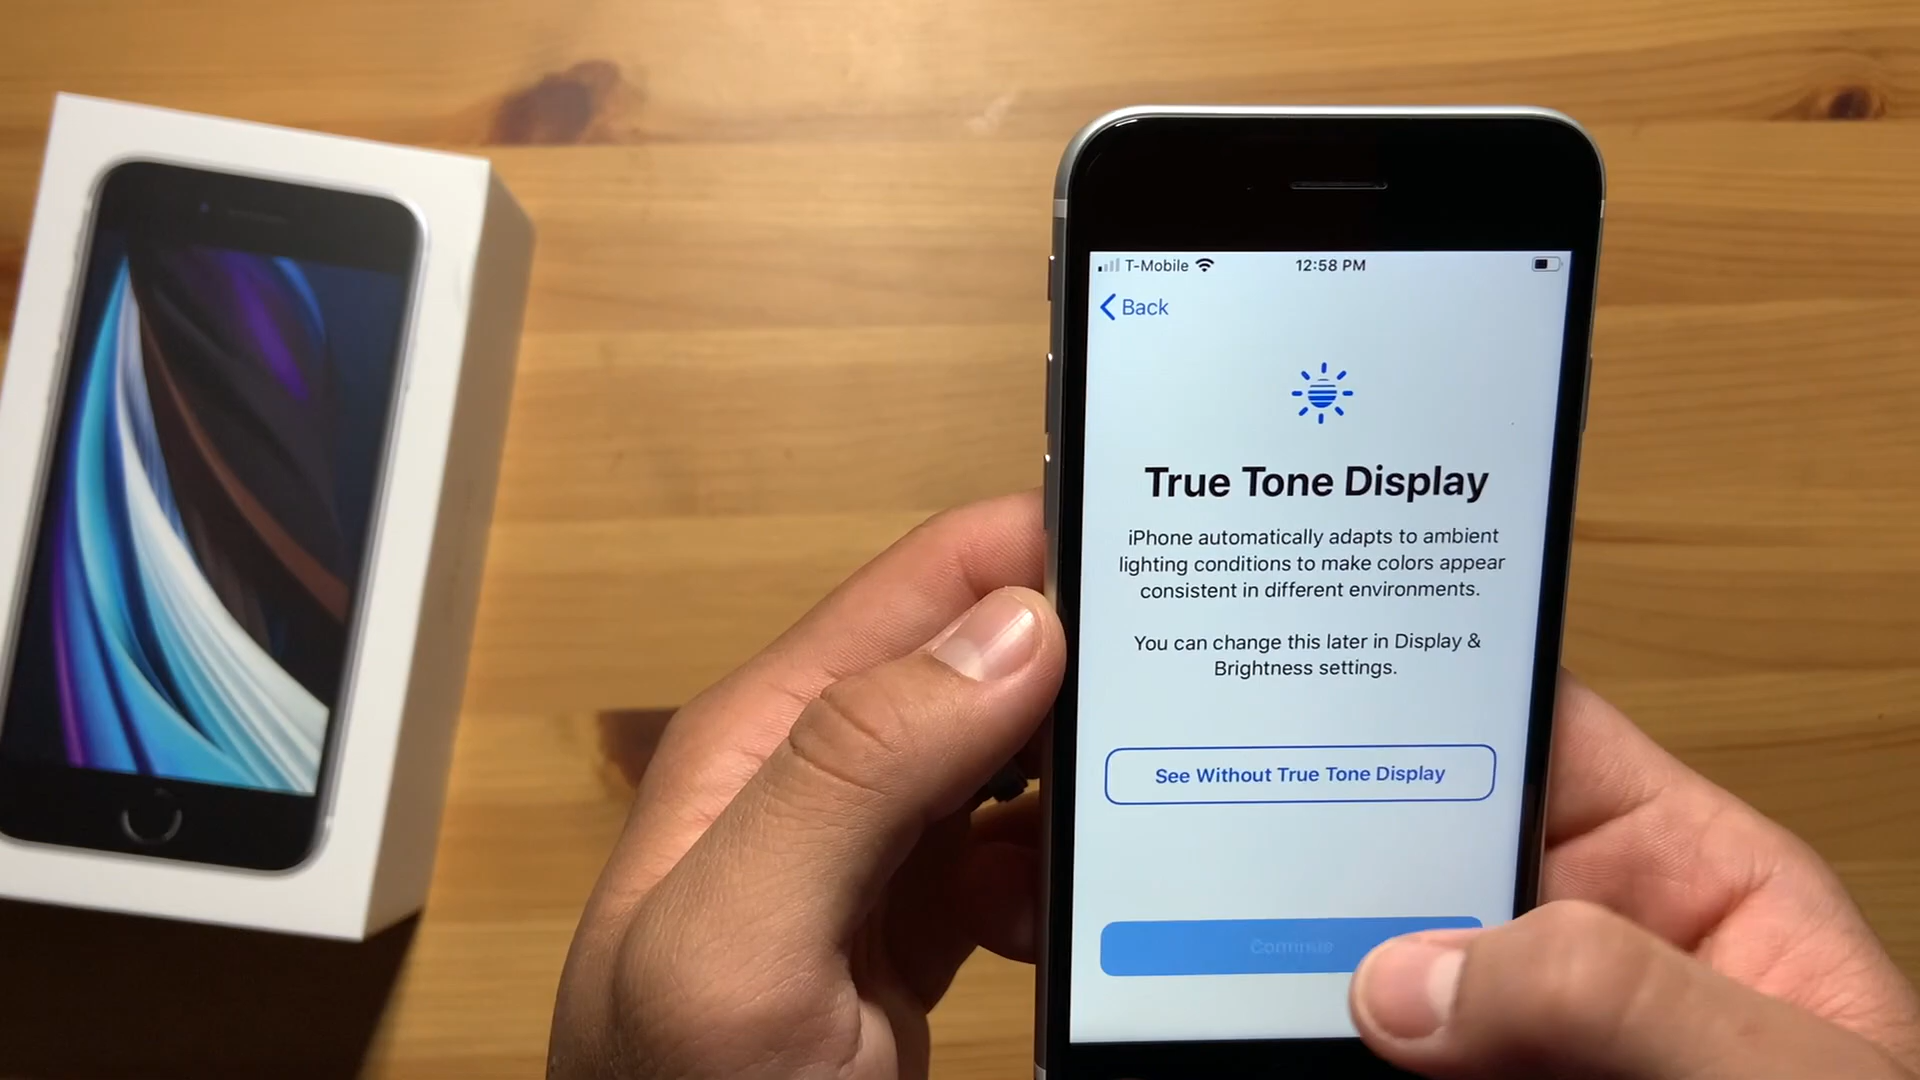 T-Mobile 12:58 PM
Back
True Tone Display
iPhone automatically adapts to ambient
lighting conditions to make colors appear
consistent in different environments.
You can change this later in Display &
Brightness settings.
See Without True Tone Display
Continue